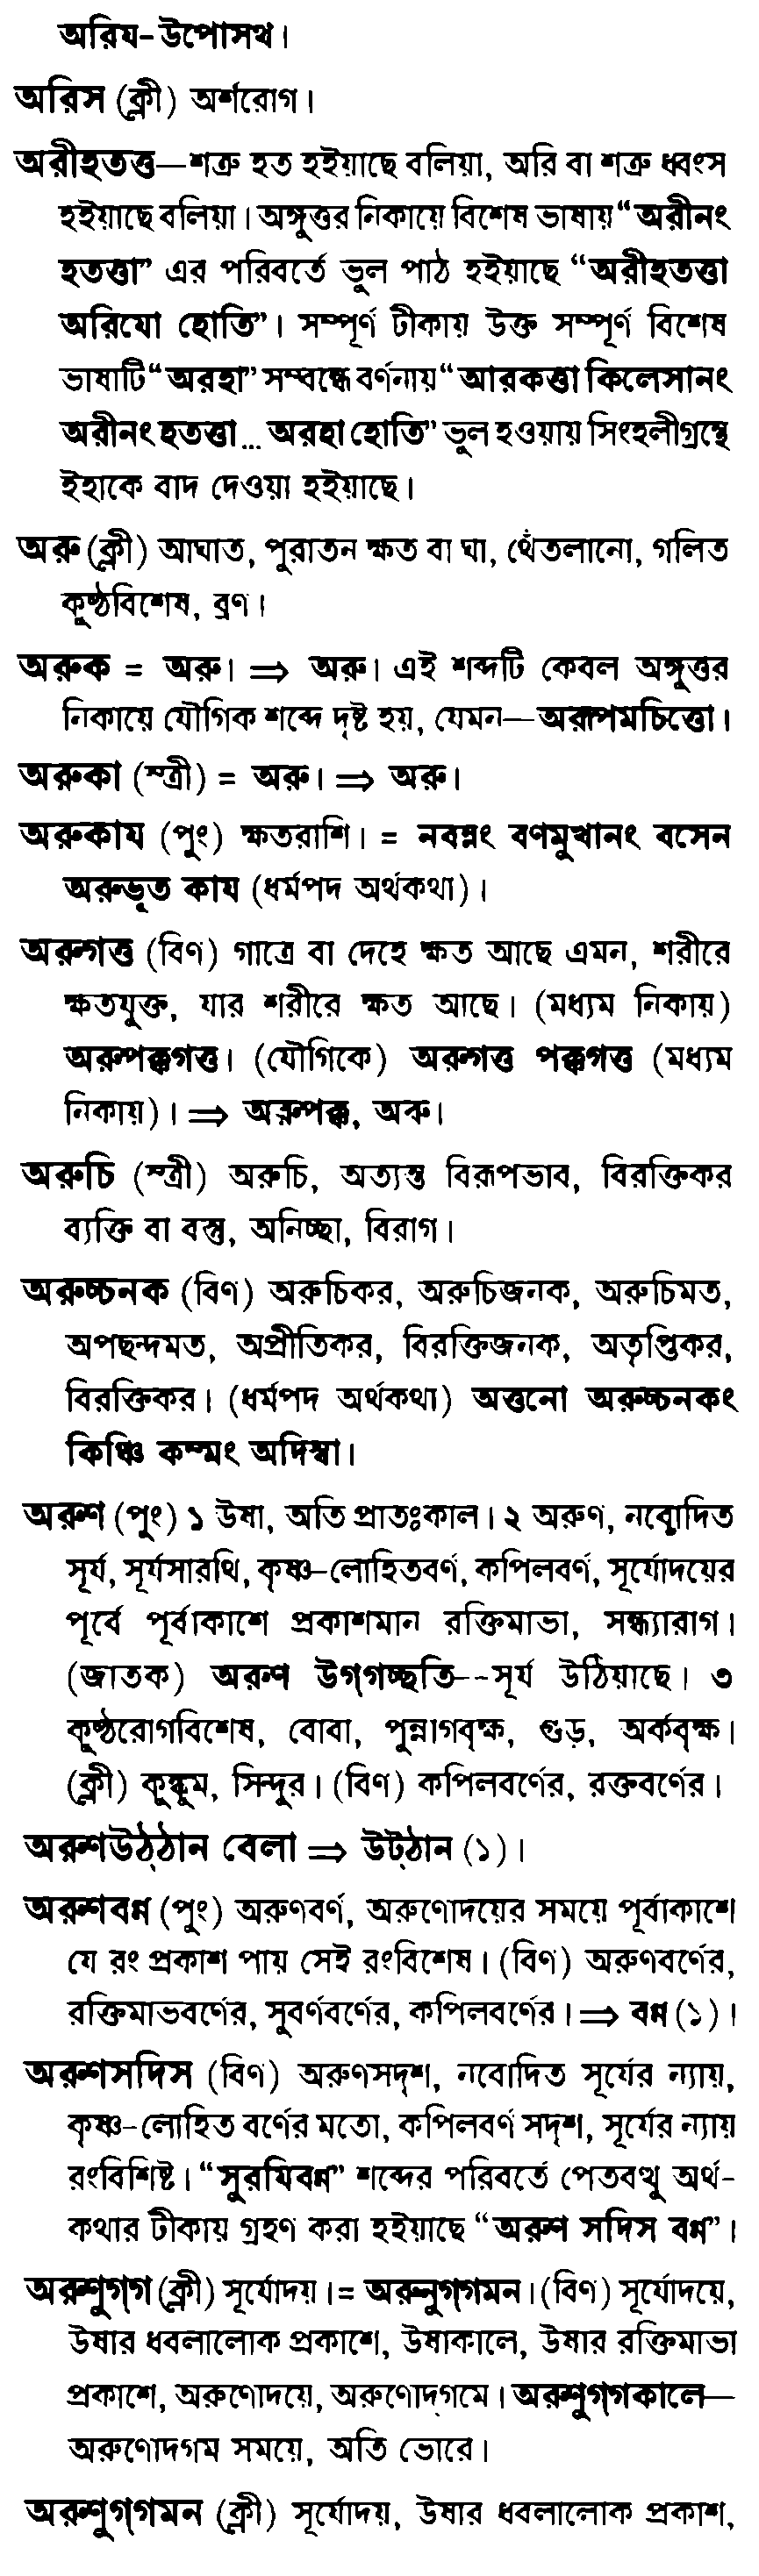 অরিয-উপোসথ।
অরিস (ক্লী) অর্শরোগ।
অরীহতত্ত—শত্রু হত হইয়াছে বলিয়া, অরি বা শত্রু ধ্বংস
হইয়াছে বলিয়া। অঙ্গুত্তর নিকায়ে বিশেষ ভাষায় “অরীনং
হতত্তা” এর পরিবর্তে ভুল পাঠ হইয়াছে “অরীহতত্তা
অরিযো হোতি”। সম্পূর্ণ টীকায় উক্ত সম্পূর্ণ বিশেষ
ভাষাটি “অরহা” সম্বন্ধে বর্ণনায় “আরকত্তা কিলেসানং
অরীনং হতত্তা... অরহা হোতি” ভুল হওয়ায় সিংহলীগ্রন্থে
ইহাকে বাদ দেওয়া হইয়াছে।
অরু (ক্লী) আঘাত, পুরাতন ক্ষত বা ঘা, থেঁতলানো, গলিত
কুষ্ঠবিশেষ, ব্রণ।
অরুক = অরু। ⇒ অরু। এই শব্দটি কেবল অঙ্গুত্তর
নিকায়ে যৌগিক শব্দে দৃষ্ট হয়, যেমন—অরূপমচিত্তো।
অরুকা (স্ত্রী) = অরু। ⇒ অরু।
অরুকায (পুং) ক্ষতরাশি। = নবন্নং বণমুখানং বসেন
অরুভূত কায (ধর্মপদ অর্থকথা)।
অরুগত্ত (বিণ) গাত্রে বা দেহে ক্ষত আছে এমন, শরীরে
ক্ষতযুক্ত, যার শরীরে ক্ষত আছে। (মধ্যম নিকায়)
অরুপক্কগত্ত। (যৌগিকে) অরুগত্ত পক্কগত্ত (মধ্যম
নিকায়)। ⇒ অরুপক্ক, অরু।
অরুচি (স্ত্রী) অরুচি, অত্যন্ত বিরূপভাব, বিরক্তিকর
ব্যক্তি বা বস্তু, অনিচ্ছা, বিরাগ।
অরুচ্চনক (বিণ) অরুচিকর, অরুচিজনক, অরুচিমত,
অপছন্দমত, অপ্রীতিকর, বিরক্তিজনক, অতৃপ্তিকর,
বিরক্তিকর। (ধর্মপদ অর্থকথা) অত্তনো অরুচ্চনকং
কিঞ্চি কম্মং অদিস্বা।
অরুণ (পুং) ১ উষা, অতি প্রাতঃকাল। ২ অরুণ, নবোদিত
সূর্য, সূর্যসারথি, কৃষ্ণ-লোহিতবর্ণ, কপিলবর্ণ, সূর্যোদয়ের
পূর্বে পূর্বাকাশে প্রকাশমান রক্তিমাভা, সন্ধ্যারাগ।
(জাতক) অরুণ উগ্‌গচ্ছতি--সূর্য উঠিয়াছে। ৩
কুষ্ঠরোগবিশেষ, বোবা, পুন্নাগবৃক্ষ, গুড়, অর্কবৃক্ষ।
(ক্লী) কুঙ্কুম, সিন্দুর। (বিণ) কপিলবর্ণের, রক্তবর্ণের।
অরুণউঠ্‌ঠান বেলা ⇒ উট্‌ঠান (১)।
অরুণবন্ন (পুং) অরুণবর্ণ, অরুণোদয়ের সময়ে পূর্বাকাশে
যে রং প্রকাশ পায় সেই রংবিশেষ। (বিণ) অরুণবর্ণের,
রক্তিমাভবর্ণের, সুবর্ণবর্ণের, কপিলবর্ণের। ⇒ বন্ন (১)।
অরুণসদিস (বিণ) অরুণসদৃশ, নবোদিত সূর্যের ন্যায়,
কৃষ্ণ-লোহিত বর্ণের মতো, কপিলবর্ণ সদৃশ, সূর্যের ন্যায়
রংবিশিষ্ট। “সুরযিবন্ন” শব্দের পরিবর্তে পেতবত্থু অর্থ-
কথার টীকায় গ্রহণ করা হইয়াছে “অরুণ সদিস বন্ন”।
অরুণুগ্‌গ (ক্লী) সূর্যোদয়। = অরুনুগ্‌গমন। (বিণ) সূর্যোদয়ে,
উষার ধবলালোক প্রকাশে, উষাকালে, উষার রক্তিমাভা
প্রকাশে, অরুণোদয়ে, অরুণোদ্‌গমে। অরুণুগ্‌গকালে—
অরুণোদগম সময়ে, অতি ভোরে।
অরুণুগ্‌গমন (ক্লী) সূর্যোদয়, উষার ধবলালোক প্রকাশ,